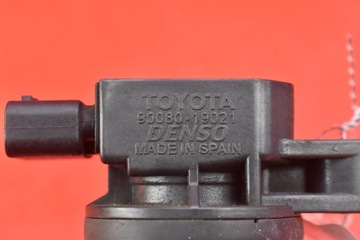 TOYOTA
90080-19021
DENSO
MADE IN SPAIN